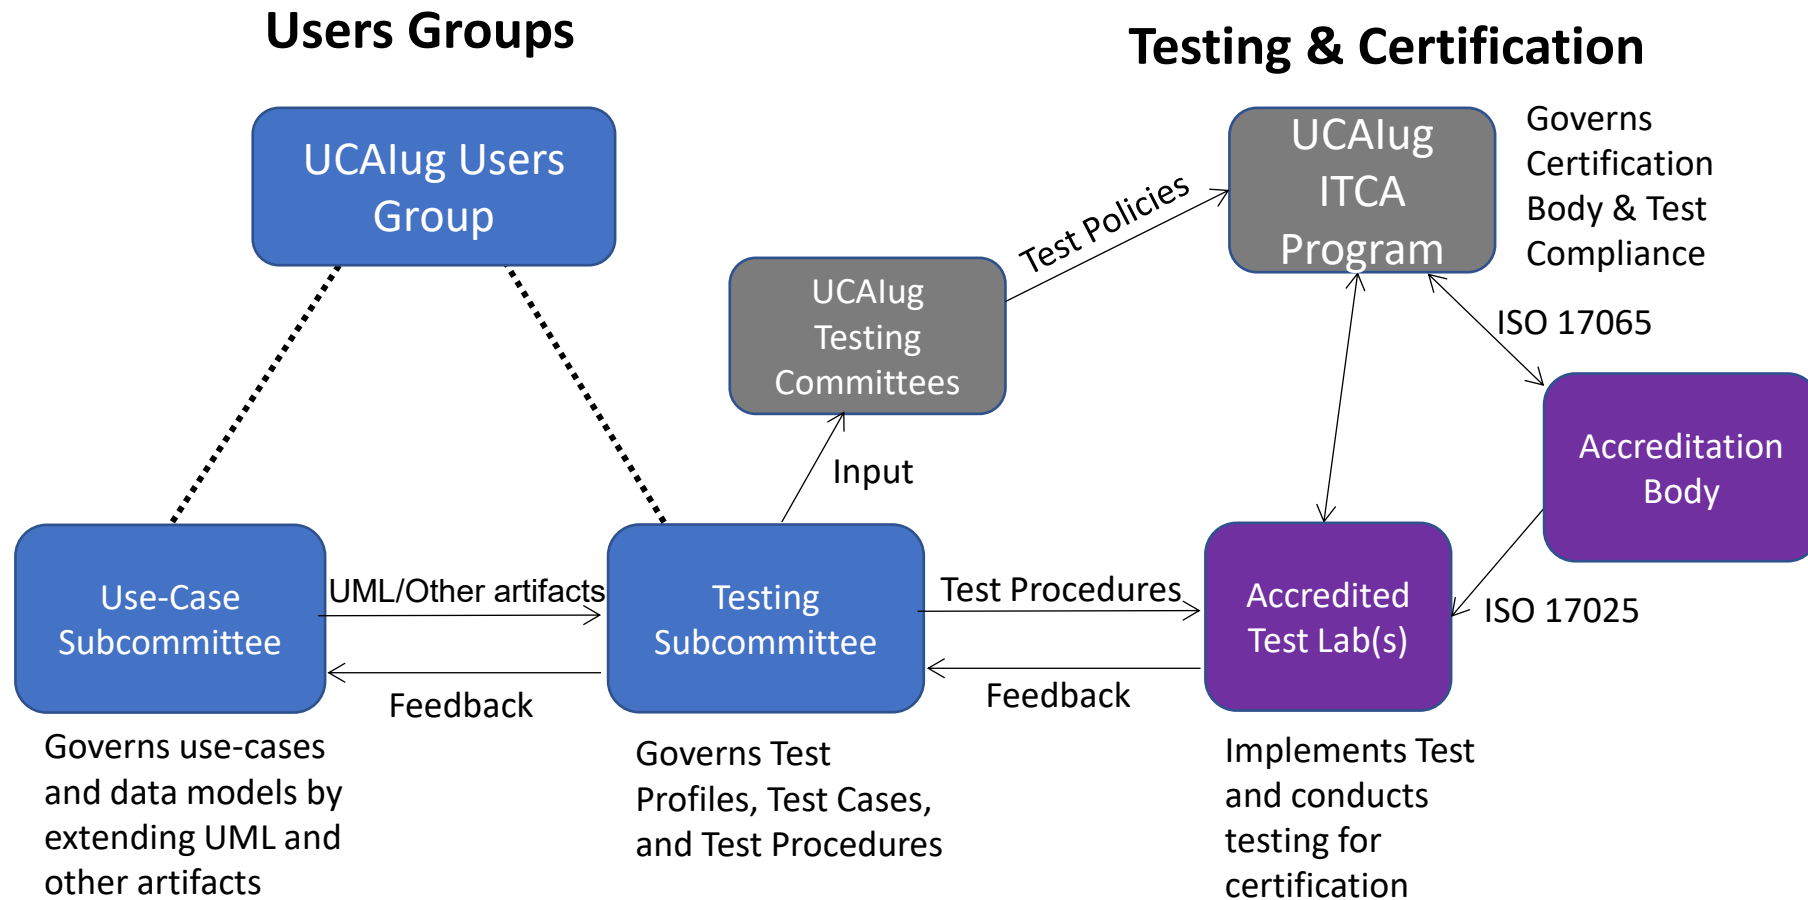 Users Groups
Testing & Certification
UCAIug Users
Group
UCAIug
ITCA
Program
Governs
Certification
Body & Test
Compliance
Test Policies
UCAIug
Testing
Committees
ISO 17065
Input
Accreditation
Body
Use-Case
Subcommittee
UML/Other artifacts
Testing
Subcommittee
Test Procedures
Accredited
Test Lab(s)
ISO 17025
Feedback
Feedback
Governs use-cases
and data models by
extending UML and
other artifacts
Governs Test
Profiles, Test Cases,
and Test Procedures
Implements Test
and conducts
testing for
certification